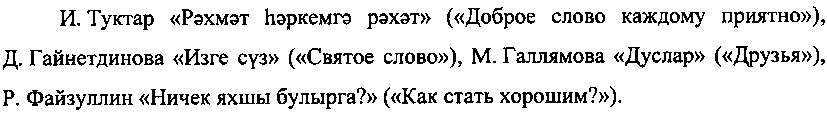 И. Туктар «Рәхмәт һәркемгә рәхәт» («Доброе слово каждому приятно»),
Д. Гайнетдинова «Изге сүз» («Святое слово»), М. Галлямова «Дуслар» («Друзья»),
Р. Файзуллин «Ничек яхшы булырга?» («Как стать хорошим?»).